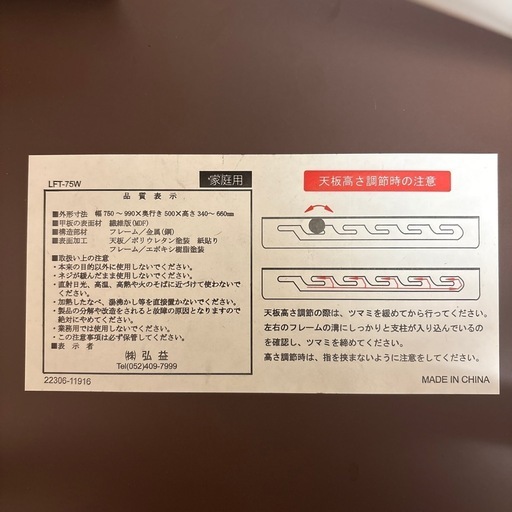 LFT-75W
家庭用
品質表示
■外形寸法 幅750～990×奥行き500×高さ340～660mm
■甲板の表面材 繊維版(MDF)
■構造部材 フレーム／金属(鋼)
■表面加工 天板／ポリウレタン塗装 紙貼り
フレーム／エポキシ樹脂塗装
■取扱い上の注意
・本来の目的以外に使用しないでください。
・ネジが緩んだまま使用しないでください。
・直射日光、高温、高熱や火のそばに近づけて使わないでください。
・加熱したなべ、湯沸かし等を直接置かないでください。
・製品の分解や改造をされると故障の原因となりますので絶対にやめてください。
・業務用では使用しないでください。
・この注意事項は必ず保管してください。
■表示者
㈱弘益
Tel(052)409-7999
22306-11916
天板高さ調節時の注意
天板高さ調節の際は、ツマミを緩めてから行ってください。
左右のフレームの溝にしっかりと支柱が入り込んでいるの
を確認し、ツマミを締めてください。
高さ調節時は、指を挟まないように注意をしてください。
MADE IN CHINA